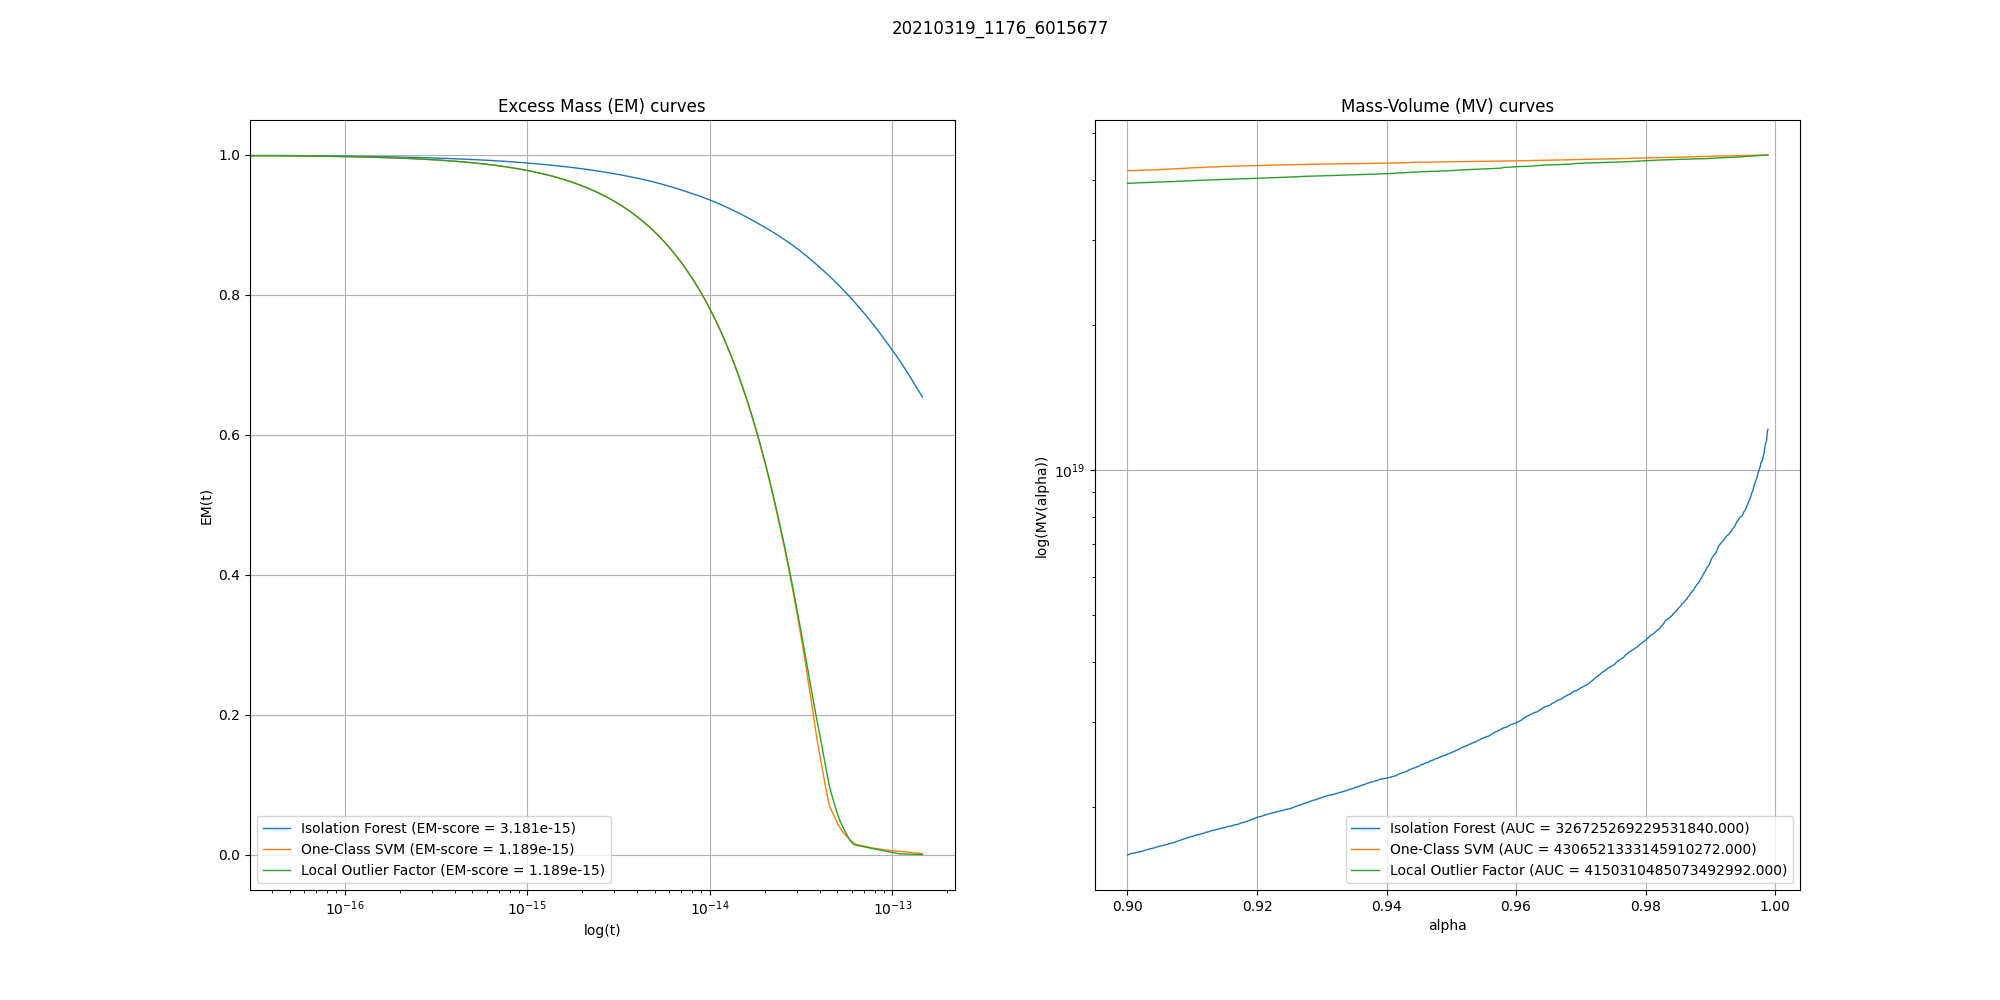 20210319_1176_6015677
Excess Mass (EM) curves
EM(t)
1.0
0.8
0.6
0.4
0.2
0.0
Isolation Forest (EM-score = 3.181e-15)
One-Class SVM (EM-score = 1.189e-15)
Local Outlier Factor (EM-score = 1.189e-15)
10⁻¹⁶ 10⁻¹⁵ 10⁻¹⁴ 10⁻¹³
log(t)
Mass-Volume (MV) curves
log(MV(alpha))
10¹⁹
Isolation Forest (AUC = 326725269229531840.000)
One-Class SVM (AUC = 4306521333145910272.000)
Local Outlier Factor (AUC = 4150310485073492992.000)
0.90 0.92 0.94 0.96 0.98 1.00
alpha